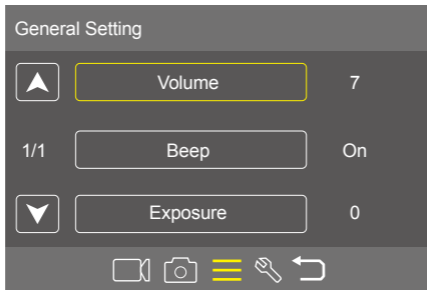 General Setting
Volume 7
1/1 Beep On
Exposure 0